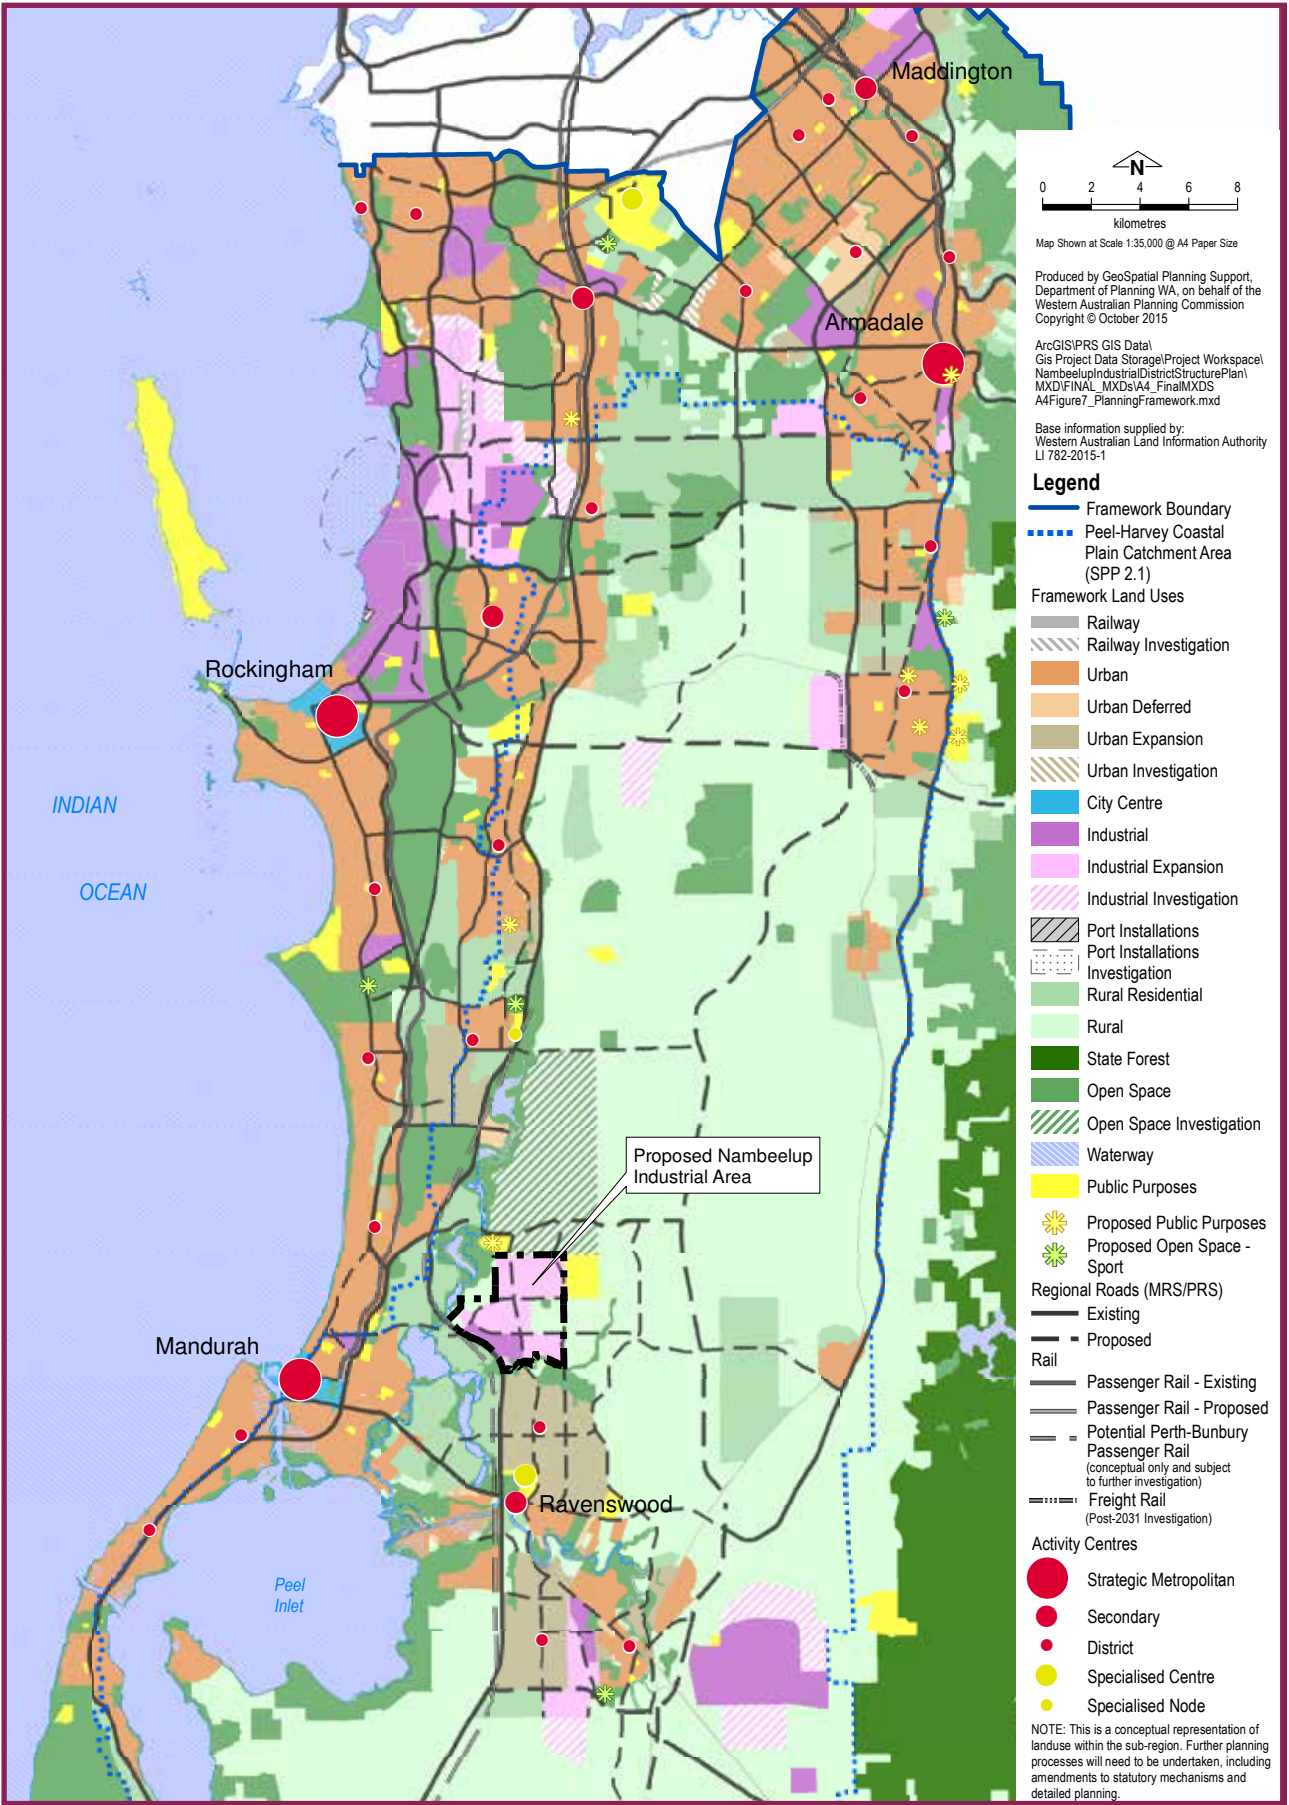 Maddington
Armadale
Rockingham
INDIAN
OCEAN
Proposed Nambeelup
Industrial Area
Mandurah
Ravenswood
Peel
Inlet
N
0 2 4 6 8
kilometres
Map Shown at Scale 1:35,000 @ A4 Paper Size
Produced by GeoSpatial Planning Support,
Department of Planning WA, on behalf of the
Western Australian Planning Commission
Copyright © October 2015
ArcGIS\PRS GIS Data\
Gis Project Data Storage\Project Workspace\
NambeelupIndustrialDistrictStructurePlan\
MXD\FINAL_MXDs\A4_FinalMXDS
A4Figure7_PlanningFramework.mxd
Base information supplied by:
Western Australian Land Information Authority
LI 782-2015-1
Legend
Framework Boundary
Peel-Harvey Coastal
Plain Catchment Area
(SPP 2.1)
Framework Land Uses
Railway
Railway Investigation
Urban
Urban Deferred
Urban Expansion
Urban Investigation
City Centre
Industrial
Industrial Expansion
Industrial Investigation
Port Installations
Port Installations
Investigation
Rural Residential
Rural
State Forest
Open Space
Open Space Investigation
Waterway
Public Purposes
Proposed Public Purposes
Proposed Open Space -
Sport
Regional Roads (MRS/PRS)
Existing
Proposed
Rail
Passenger Rail - Existing
Passenger Rail - Proposed
Potential Perth-Bunbury
Passenger Rail
(conceptual only and subject
to further investigation)
Freight Rail
(Post-2031 Investigation)
Activity Centres
Strategic Metropolitan
Secondary
District
Specialised Centre
Specialised Node
NOTE: This is a conceptual representation of
landuse within the sub-region. Further planning
processes will need to be undertaken, including
amendments to statutory mechanisms and
detailed planning.